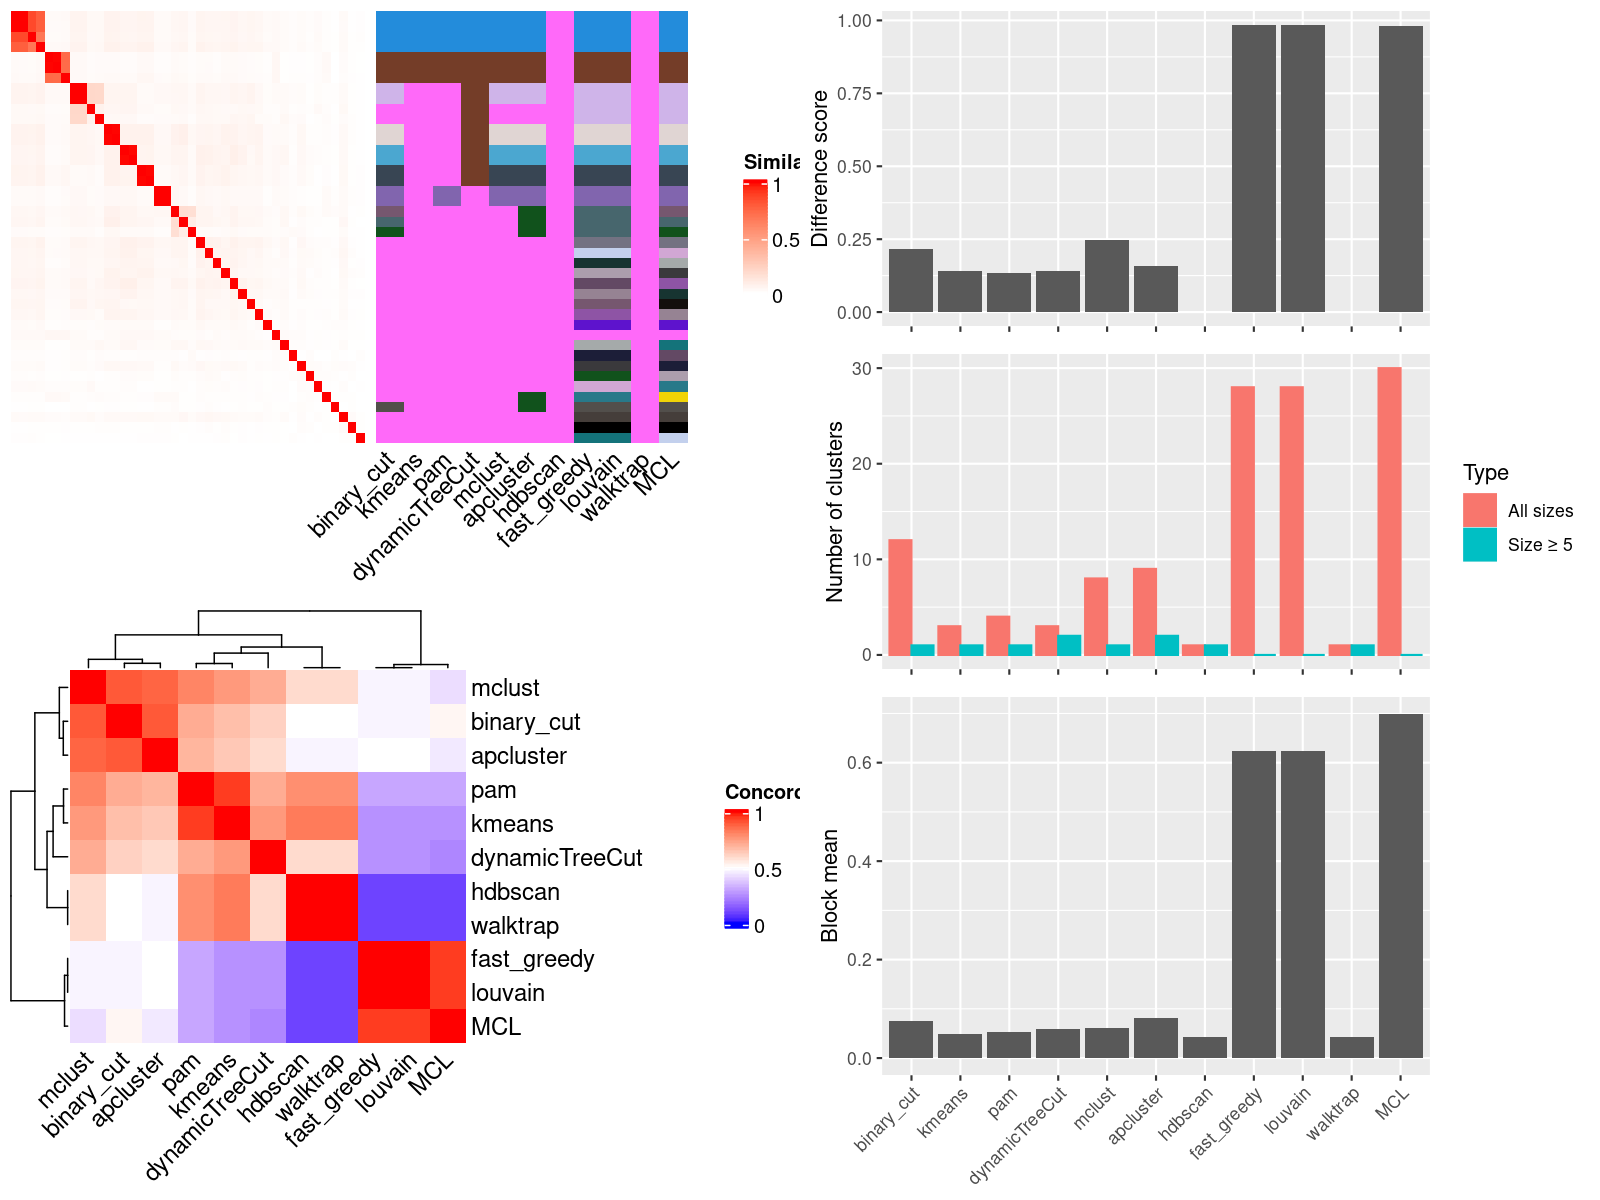 Simila
1
0.5
0
binary_cut
kmeans
pam
dynamicTreeCut
mclust
apcluster
hdbscan
fast_greedy
louvain
walktrap
MCL
Difference score
1.00
0.75
0.50
0.25
0.00
Number of clusters
30
20
10
0
Type
All sizes
Size ≥ 5
Block mean
0.6
0.4
0.2
0.0
binary_cut
kmeans
pam
dynamicTreeCut
mclust
apcluster
hdbscan
fast_greedy
louvain
walktrap
MCL
mclust
binary_cut
apcluster
pam
kmeans
dynamicTreeCut
hdbscan
walktrap
fast_greedy
louvain
MCL
mclust
binary_cut
apcluster
pam
kmeans
dynamicTreeCut
hdbscan
walktrap
fast_greedy
louvain
MCL
1
0.5
0